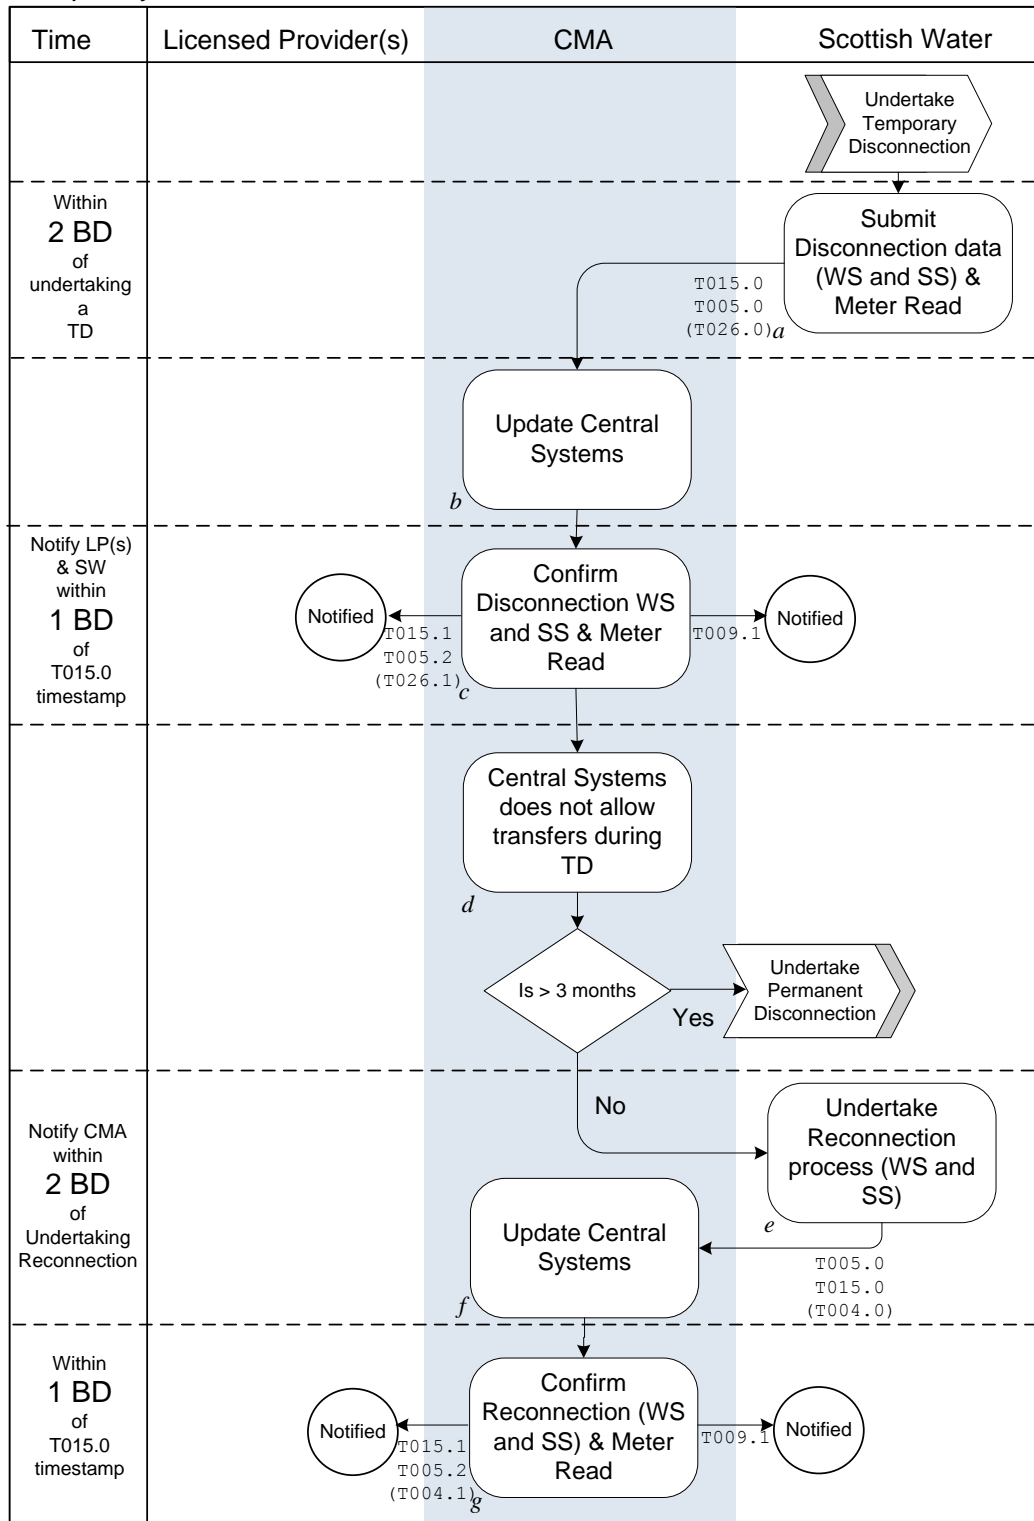 Time
Licensed Provider(s)
CMA
Scottish Water
Undertake
Temporary
Disconnection
Within
2 BD
of
undertaking
a
TD
Submit
Disconnection data
(WS and SS) &
Meter Read
T015.0
T005.0
(T026.0)a
Update Central
Systems
b
Notify LP(s)
& SW
within
1 BD
of
T015.0
timestamp
Notified
T015.1
T005.2
(T026.1)
c
Confirm
Disconnection WS
and SS & Meter
Read
T009.1
Notified
Central Systems
does not allow
transfers during
TD
d
Is > 3 months
Yes
Undertake
Permanent
Disconnection
No
Notify CMA
within
2 BD
of
Undertaking
Reconnection
Undertake
Reconnection
process (WS and
SS)
e
T005.0
T015.0
(T004.0)
Update Central
Systems
f
Within
1 BD
of
T015.0
timestamp
Notified
T015.1
T005.2
(T004.1)
g
Confirm
Reconnection (WS
and SS) & Meter
Read
T009.1
Notified